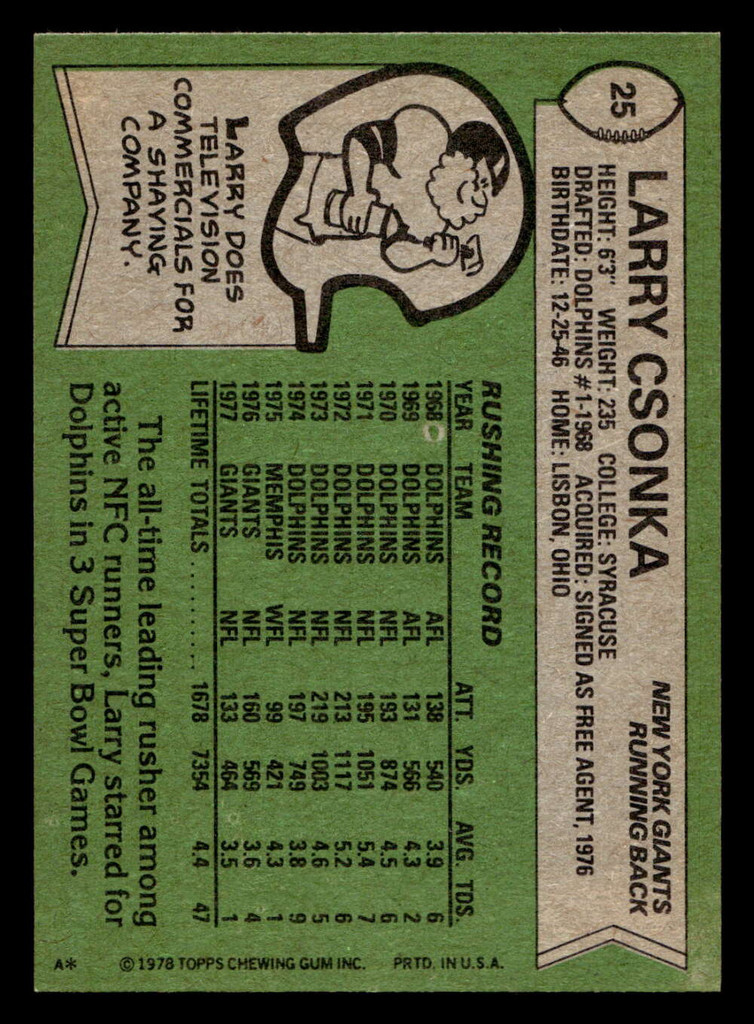 25
LARRY CSONKA
NEW YORK GIANTS
RUNNING BACK
HEIGHT: 6'3" WEIGHT: 235 COLLEGE: SYRACUSE
DRAFTED: DOLPHINS #1-1968 ACQUIRED: SIGNED AS FREE AGENT, 1976
BIRTHDATE: 12-25-46 HOME: LISBON, OHIO
LARRY DOES
TELEVISION
COMMERCIALS FOR
A SHAVING
COMPANY.
RUSHING RECORD
YEAR TEAM ATT. YDS. AVG. TDS.
1968 DOLPHINS AFL 138 540 3.9 6
1969 DOLPHINS AFL 131 566 4.3 2
1970 DOLPHINS NFL 193 874 4.5 6
1971 DOLPHINS NFL 195 1051 5.4 7
1972 DOLPHINS NFL 213 1117 5.2 6
1973 DOLPHINS NFL 219 1003 4.6 5
1974 DOLPHINS NFL 197 749 3.8 9
1975 MEMPHIS WFL 99 421 4.3 1
1976 GIANTS NFL 160 569 3.6 4
1977 GIANTS NFL 133 464 3.5 1
LIFETIME TOTALS .......... 1678 7354 4.4 47
The all-time leading rusher among
active NFC runners, Larry starred for
Dolphins in 3 Super Bowl Games.
A* © 1978 TOPPS CHEWING GUM INC. PRTD. IN U.S.A.